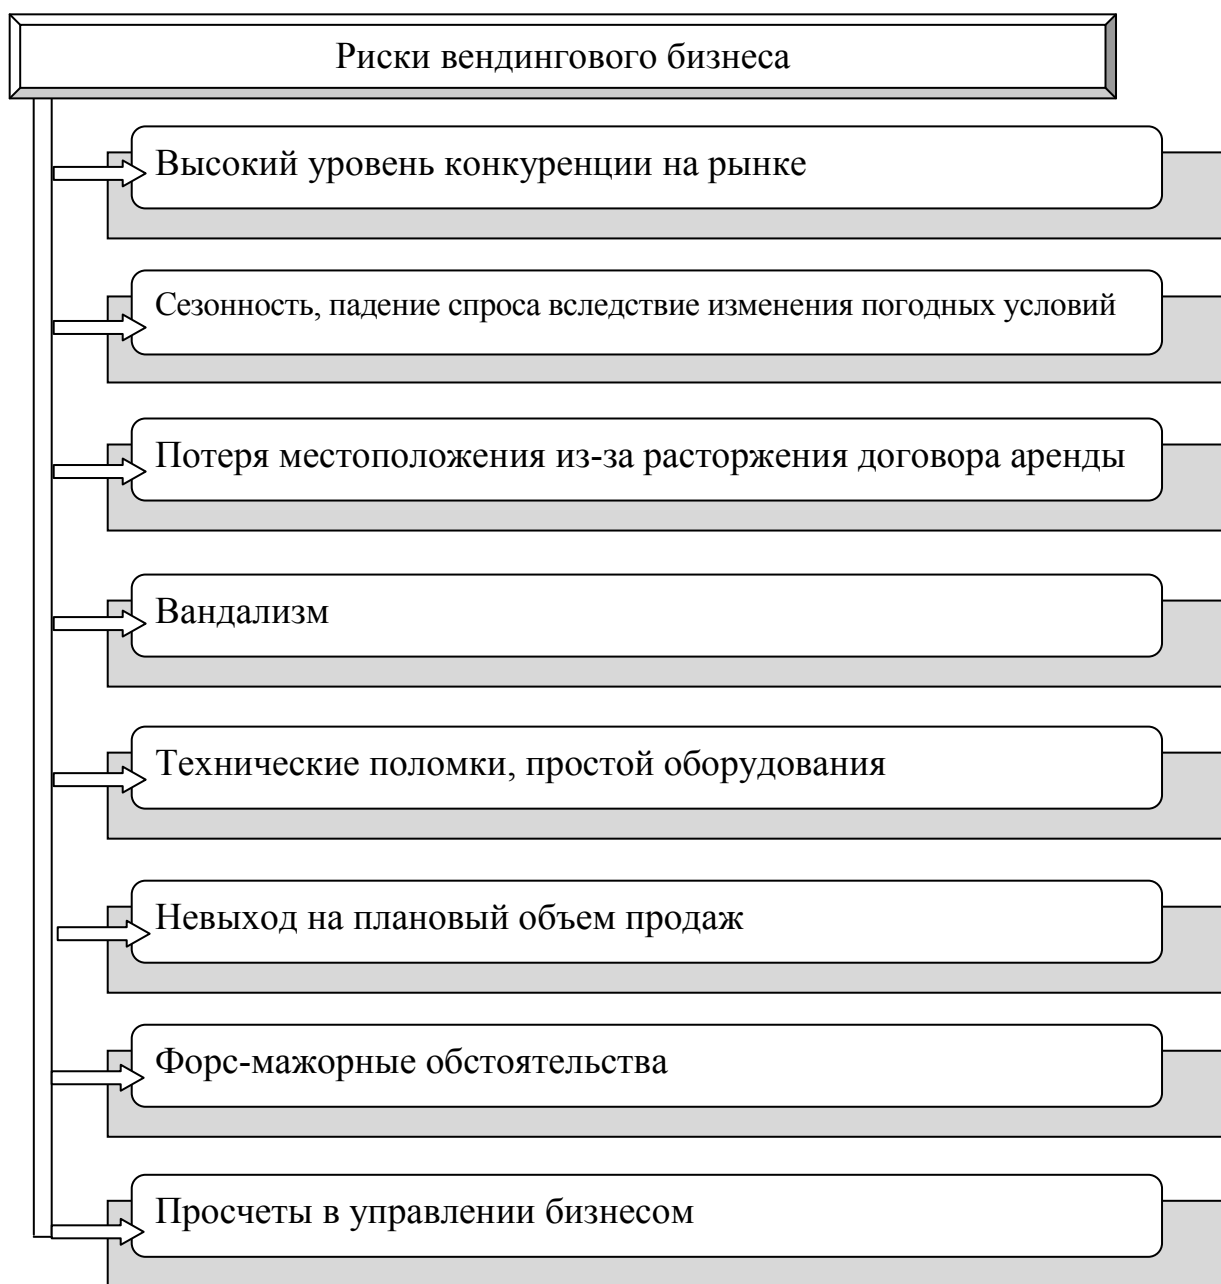 Риски вендингового бизнеса
Высокий уровень конкуренции на рынке
Сезонность, падение спроса вследствие изменения погодных условий
Потеря местоположения из-за расторжения договора аренды
Вандализм
Технические поломки, простой оборудования
Невыход на плановый объем продаж
Форс-мажорные обстоятельства
Просчеты в управлении бизнесом